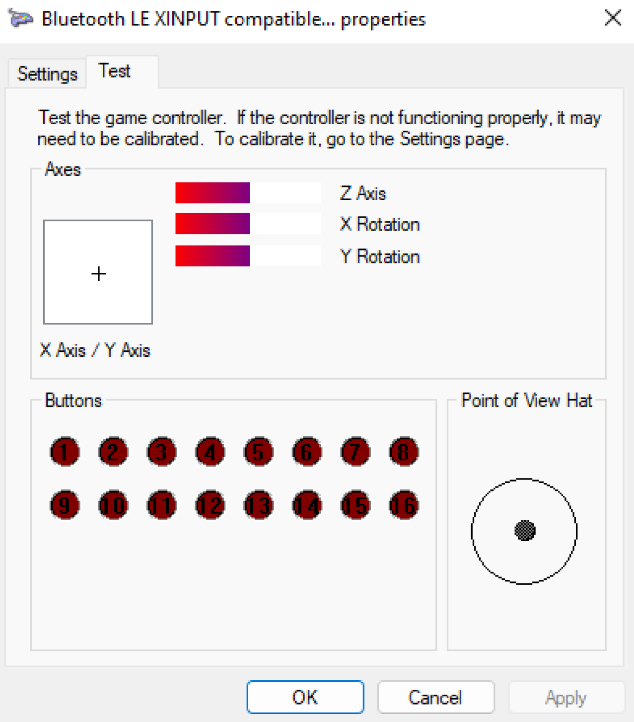 Bluetooth LE XINPUT compatible... properties
Settings
Test
Test the game controller.  If the controller is not functioning properly, it may
need to be calibrated.  To calibrate it, go to the Settings page.
Axes
Z Axis
X Rotation
Y Rotation
X Axis / Y Axis
Buttons
1 2 3 4 5 6 7 8
9 10 11 12 13 14 15 16
Point of View Hat
OK
Cancel
Apply